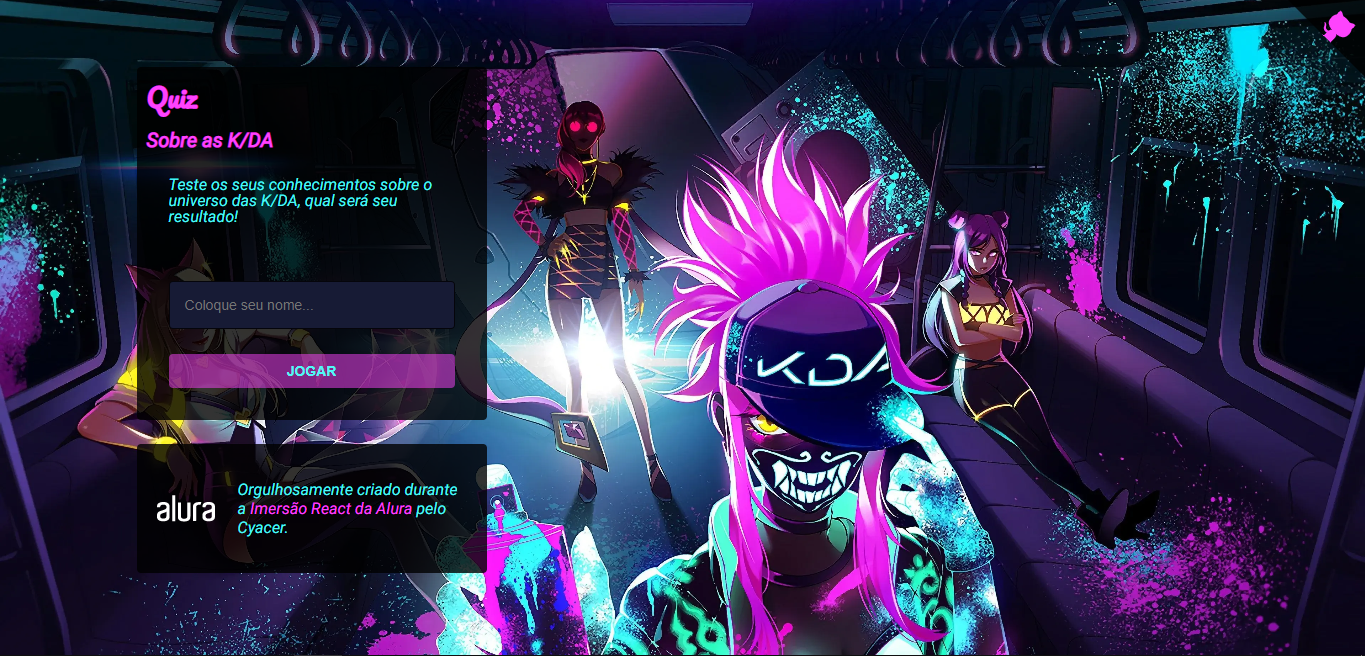 Quiz
Sobre as K/DA
Teste os seus conhecimentos sobre o
universo das K/DA, qual será seu
resultado!
Coloque seu nome...
JOGAR
alura
Orgulhosamente criado durante
a Imersão React da Alura pelo
Cyacer.
KDA